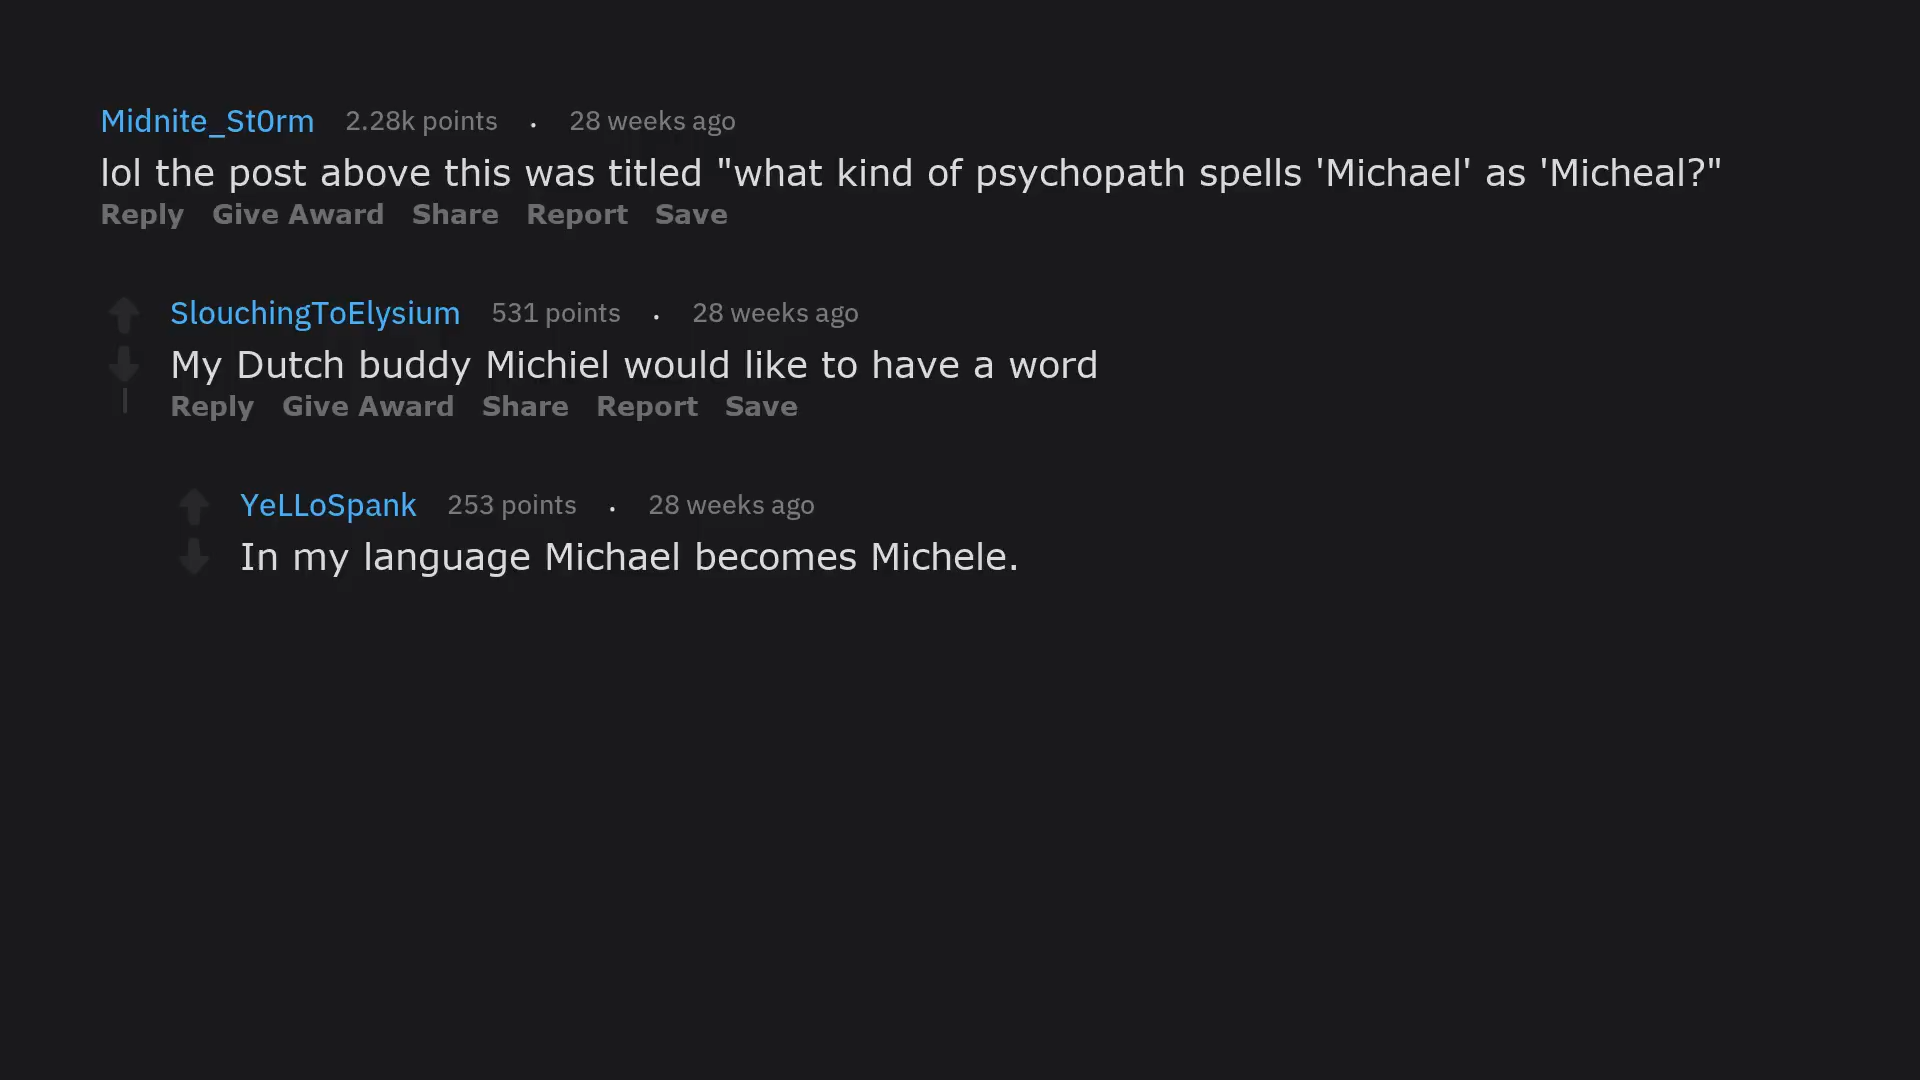 Midnite_St0rm 2.28k points . 28 weeks ago
lol the post above this was titled "what kind of psychopath spells 'Michael' as 'Micheal?"
Reply Give Award Share Report Save
SlouchingToElysium 531 points . 28 weeks ago
My Dutch buddy Michiel would like to have a word
Reply Give Award Share Report Save
YeLLoSpank 253 points . 28 weeks ago
In my language Michael becomes Michele.